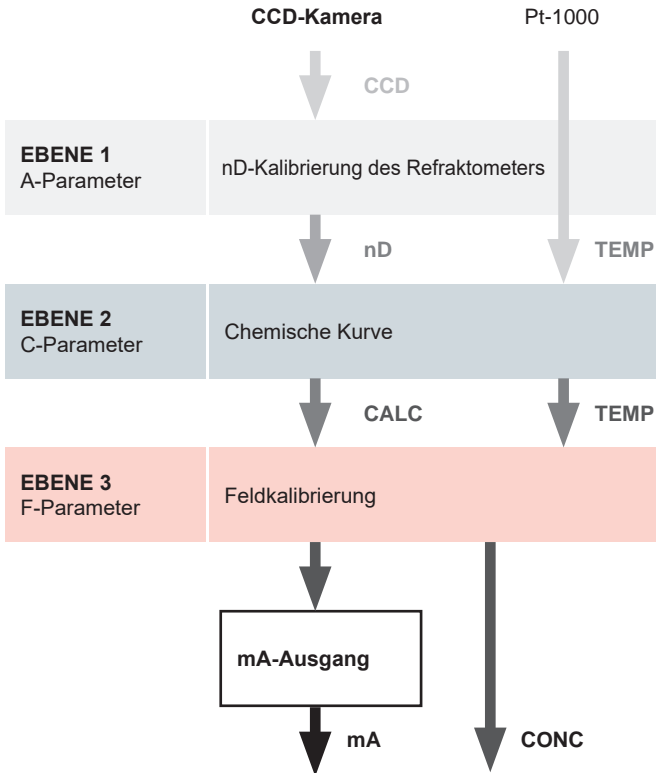 CCD-Kamera
Pt-1000
CCD
EBENE 1
A-Parameter
nD-Kalibrierung des Refraktometers
nD
TEMP
EBENE 2
C-Parameter
Chemische Kurve
CALC
TEMP
EBENE 3
F-Parameter
Feldkalibrierung
mA-Ausgang
mA
CONC